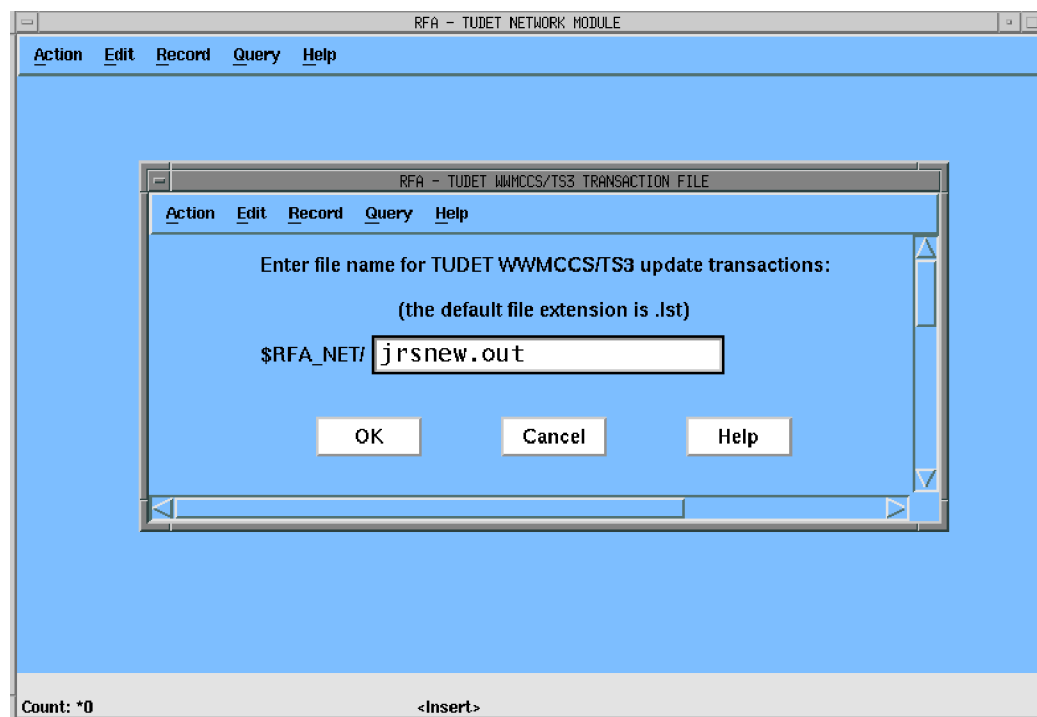 RFA - TUDET NETWORK MODULE
Action Edit Record Query Help
RFA - TUDET WWMCCS/TS3 TRANSACTION FILE
Action Edit Record Query Help
Enter file name for TUDET WWMCCS/TS3 update transactions:
(the default file extension is .lst)
$RFA_NET/ jrsnew.out
OK Cancel Help
Count: *0 <Insert>